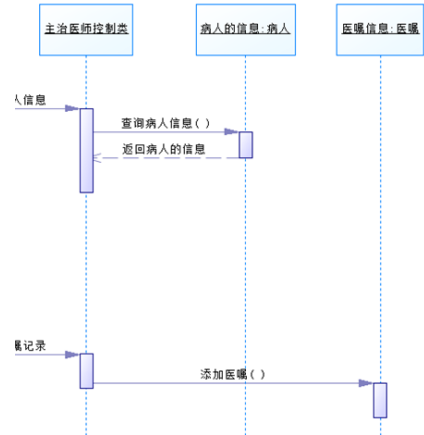 主治医师控制类
病人的信息:病人
医嘱信息:医嘱
人信息
查询病人信息()
返回病人的信息
嘱记录
添加医嘱()